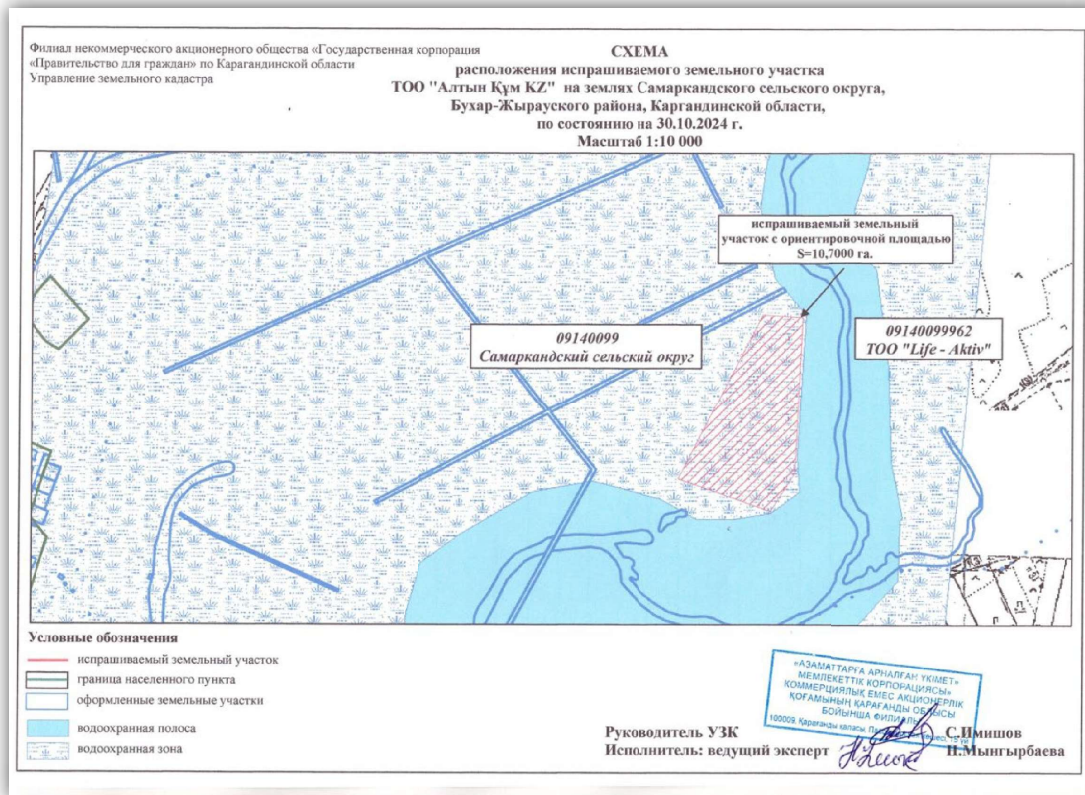 Филиал некоммерческого акционерного общества «Государственная корпорация
«Правительство для граждан» по Карагандинской области
Управление земельного кадастра
СХЕМА
расположения испрашиваемого земельного участка
ТОО "Алтын Құм KZ" на землях Самаркандского сельского округа,
Бухар-Жырауского района, Каргандинской области,
по состоянию на 30.10.2024 г.
Масштаб 1:10 000
испрашиваемый земельный
участок с ориентировочной площадью
S=10,7000 га.
09140099
Самаркандский сельский округ
09140099962
ТОО "Life - Aktiv"
Условные обозначения
испрашиваемый земельный участок
граница населенного пункта
оформленные земельные участки
водоохранная полоса
водоохранная зона
«АЗАМАТТАРҒА АРНАЛҒАН ҮКІМЕТ»
МЕМЛЕКЕТТІК КОРПОРАЦИЯСЫ»
КОММЕРЦИЯЛЫҚ ЕМЕС АКЦИОНЕРЛІК
ҚОҒАМЫНЫҢ ҚАРАҒАНДЫ ОБЛЫСЫ
БОЙЫНША ФИЛИАЛЫ
100009, Қарағанды қаласы,
Руководитель УЗК С.Имишов
Исполнитель: ведущий эксперт Н.Мынгырбаева